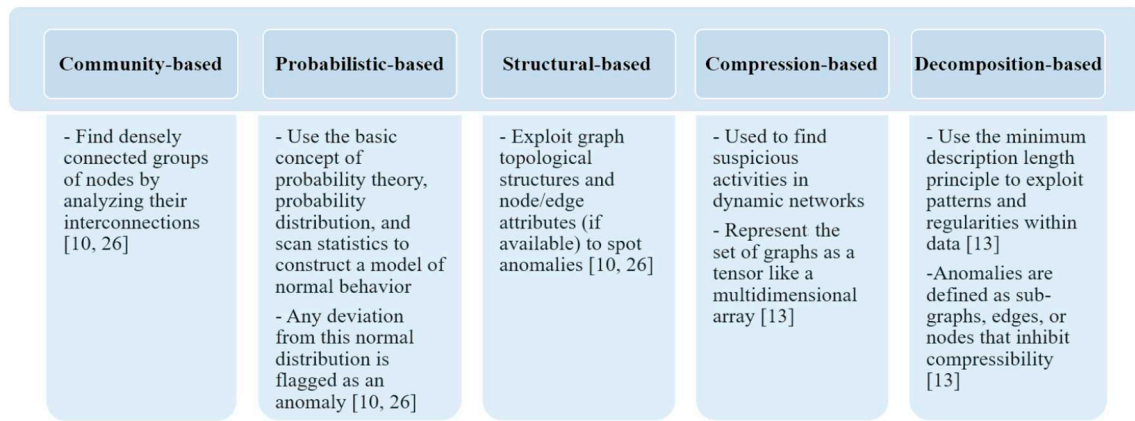 Community-based
- Find densely
connected groups
of nodes by
analyzing their
interconnections
[10, 26]
Probabilistic-based
- Use the basic
concept of
probability theory,
probability
distribution, and
scan statistics to
construct a model of
normal behavior
- Any deviation
from this normal
distribution is
flagged as an
anomaly [10, 26]
Structural-based
- Exploit graph
topological
structures and
node/edge
attributes (if
available) to spot
anomalies [10, 26]
Compression-based
- Used to find
suspicious
activities in
dynamic networks
- Represent the
set of graphs as a
tensor like a
multidimensional
array [13]
Decomposition-based
- Use the minimum
description length
principle to exploit
patterns and
regularities within
data [13]
-Anomalies are
defined as sub-
graphs, edges, or
nodes that inhibit
compressibility
[13]